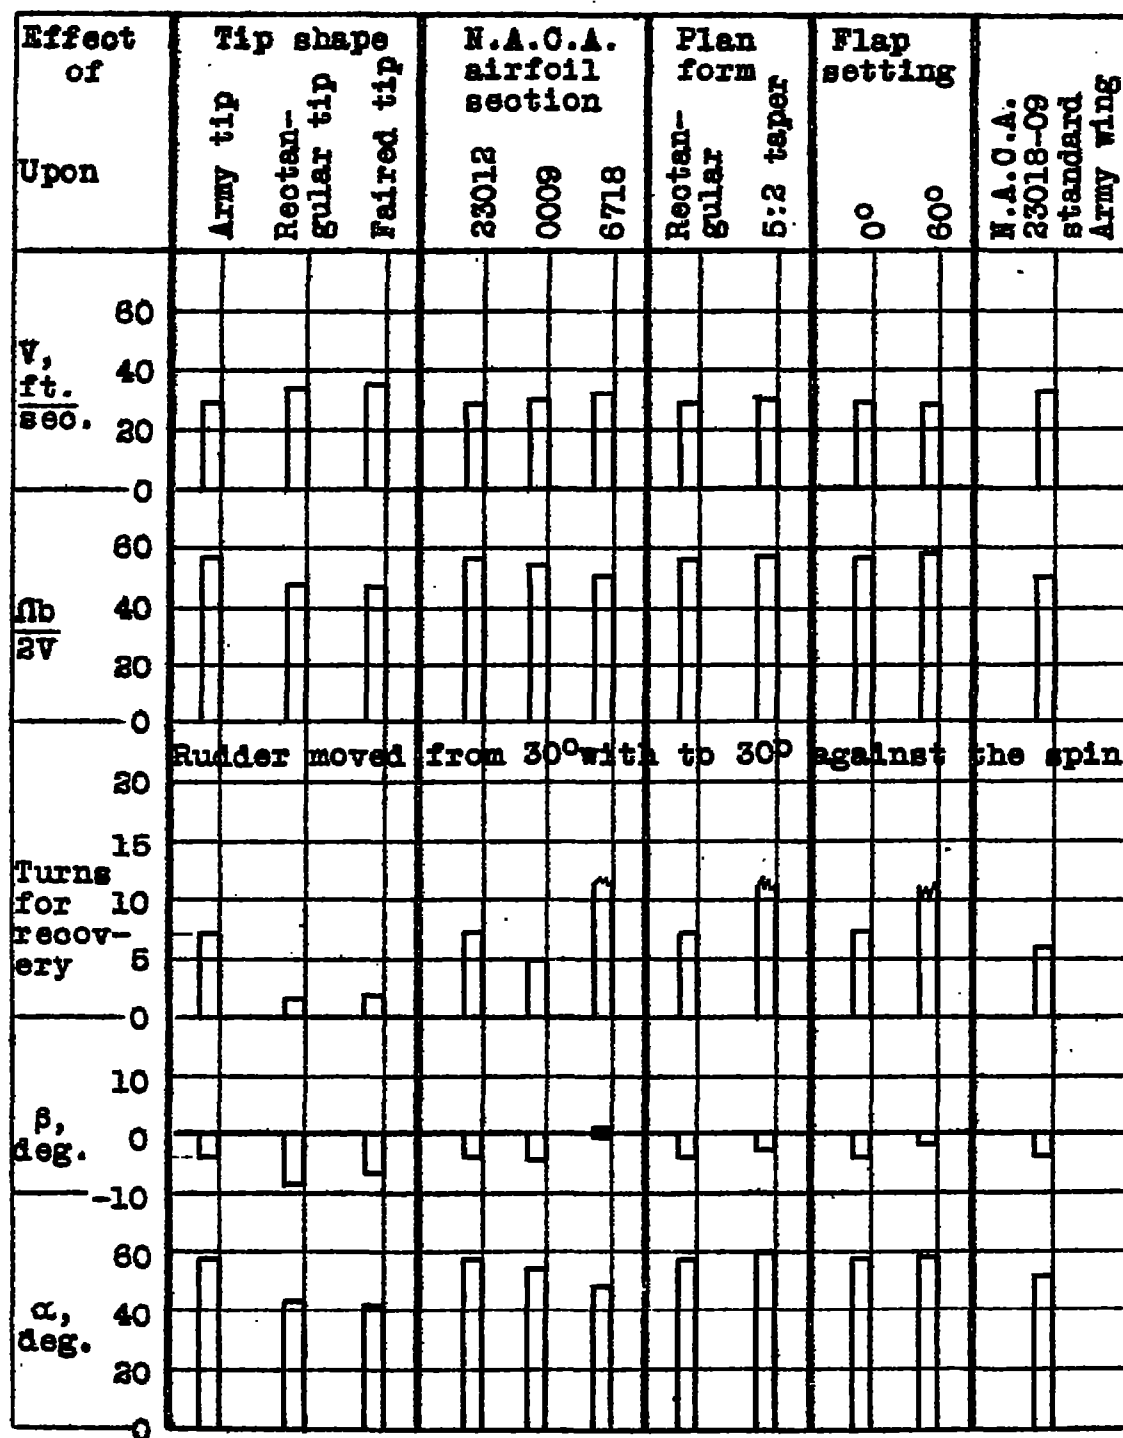 Effect of
Upon
Tip shape
Army tip
Rectan-
gular tip
Faired tip
N.A.C.A.
airfoil
section
23012
0009
6718
Plan
form
Rectan-
gular
5:2 taper
Flap
setting
0°
60°
N.A.C.A.
23018-09
standard
Army wing
V,
ft.
sec.
60
40
20
0
Ωb
2V
60
40
20
0
Rudder moved from 30° with to 30° against the spin
Turns
for
recov-
ery
20
15
10
5
0
β,
deg.
10
0
-10
α,
deg.
60
40
20
0